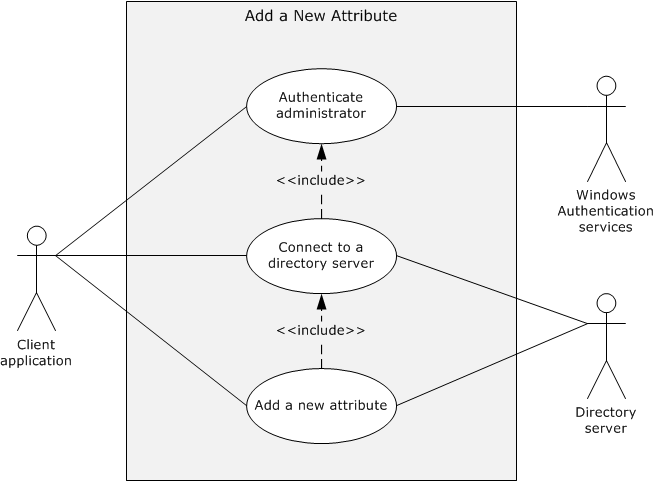 Add a New Attribute
Authenticate
administrator
<<include>>
Windows
Authentication
services
Connect to a
directory server
<<include>>
Client
application
Add a new attribute
Directory
server